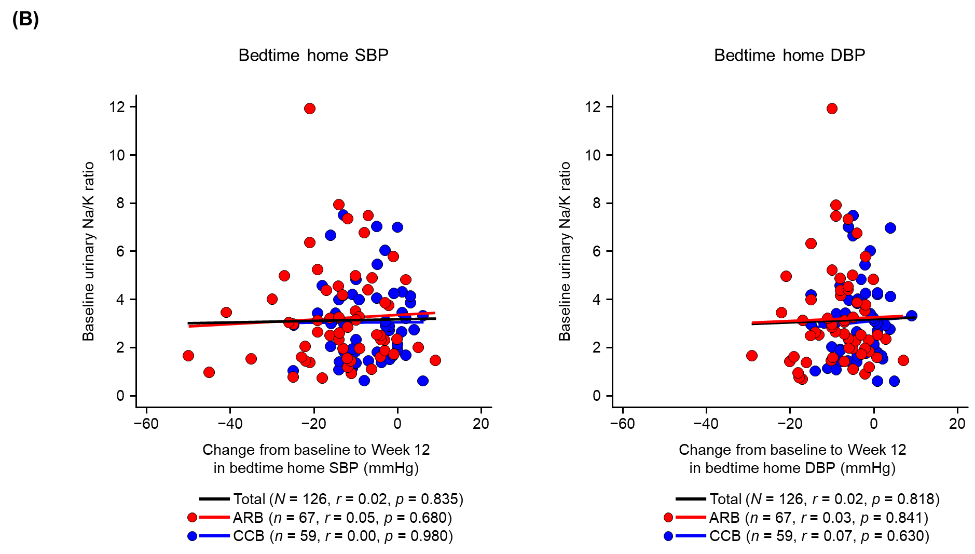 (B)
Bedtime home SBP
Baseline urinary Na/K ratio
12
10
8
6
4
2
0
−60
−40
−20
0
20
Change from baseline to Week 12
in bedtime home SBP (mmHg)
Total (N = 126, r = 0.02, p = 0.835)
ARB (n = 67, r = 0.05, p = 0.680)
CCB (n = 59, r = 0.00, p = 0.980)
Bedtime home DBP
Baseline urinary Na/K ratio
12
10
8
6
4
2
0
−60
−40
−20
0
20
Change from baseline to Week 12
in bedtime home DBP (mmHg)
Total (N = 126, r = 0.02, p = 0.818)
ARB (n = 67, r = 0.03, p = 0.841)
CCB (n = 59, r = 0.07, p = 0.630)